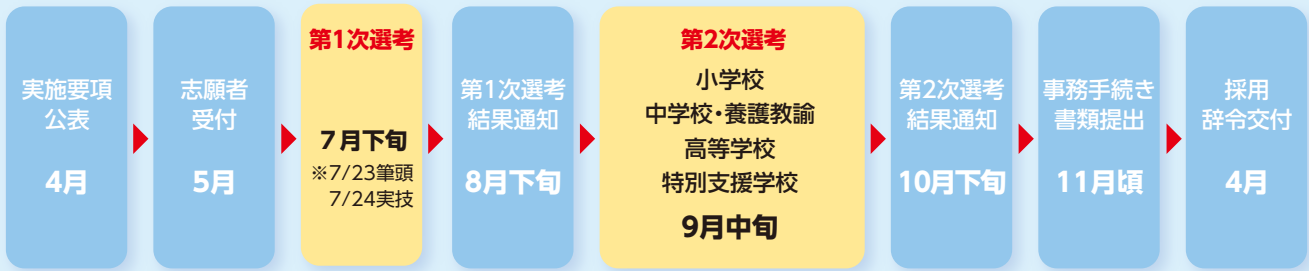 実施要項
公表
4月
志願者
受付
5月
第1次選考
7月下旬
※7/23筆頭
7/24実技
第1次選考
結果通知
8月下旬
第2次選考
小学校
中学校・養護教諭
高等学校
特別支援学校
9月中旬
第2次選考
結果通知
10月下旬
事務手続き
書類提出
11月頃
採用
辞令交付
4月